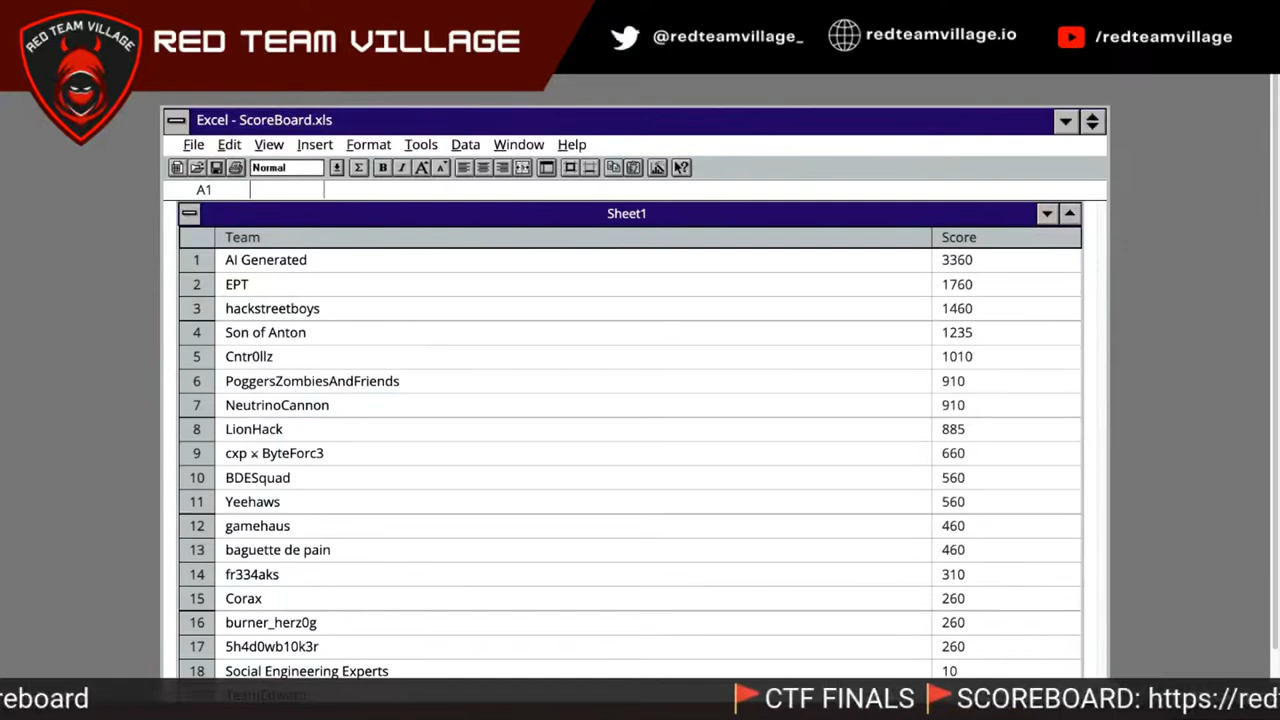 RED TEAM VILLAGE
RED TEAM VILLAGE
@redteamvillage_
redteamvillage.io
/redteamvillage
Excel - ScoreBoard.xls
File Edit View Insert Format Tools Data Window Help
Normal Σ B I A A
A1
Sheet1
Team Score
1 AI Generated 3360
2 EPT 1760
3 hackstreetboys 1460
4 Son of Anton 1235
5 Cntr0llz 1010
6 PoggersZombiesAndFriends 910
7 NeutrinoCannon 910
8 LionHack 885
9 cxp ⚔ ByteForc3 660
10 BDESquad 560
11 Yeehaws 560
12 gamehaus 460
13 baguette de pain 460
14 fr334aks 310
15 Corax 260
16 burner_herz0g 260
17 5h4d0wb10k3r 260
18 Social Engineering Experts 10
TeamEdward
reboard 🚩 CTF FINALS 🚩 SCOREBOARD: https://red